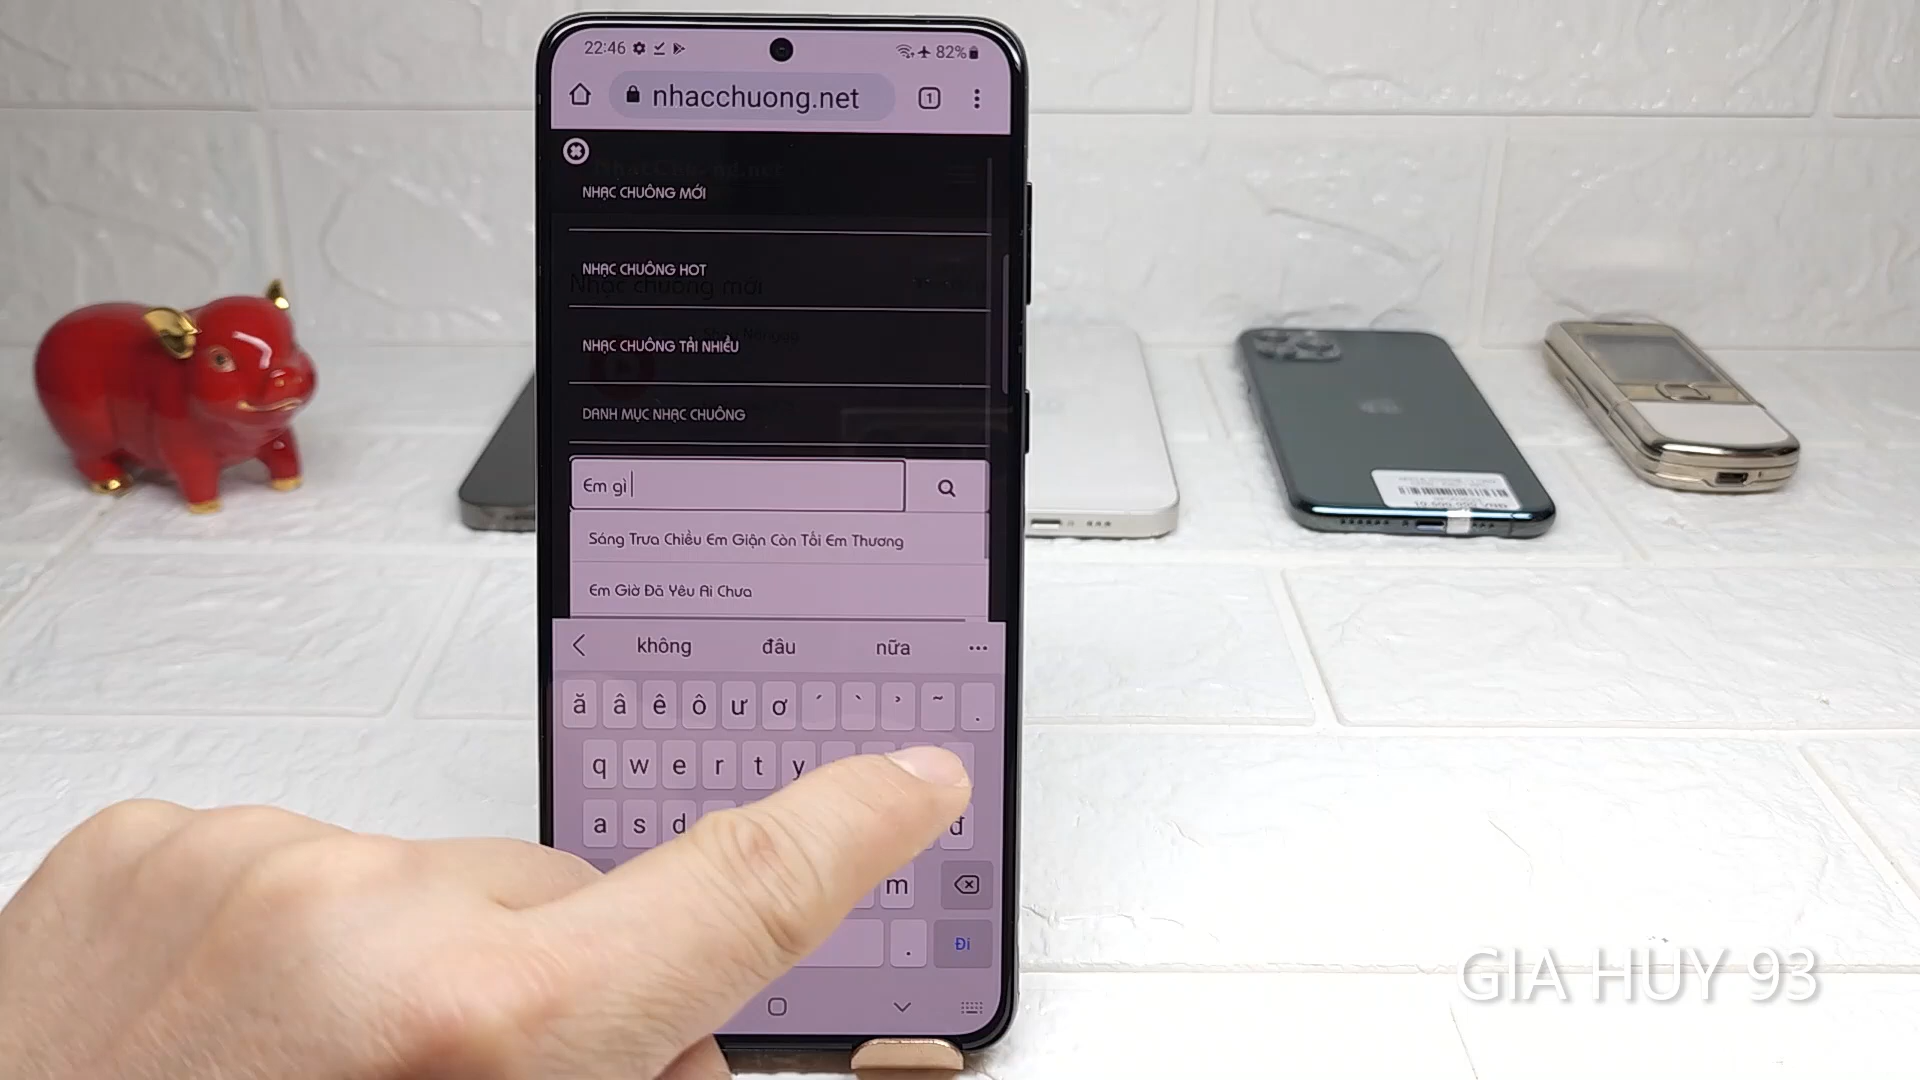 22:46
82%
nhacchuong.net
1
NHẠC CHUÔNG MỚI
NHẠC CHUÔNG HOT
Nhạc chuông mới
NHẠC CHUÔNG TẢI NHIỀU
DANH MỤC NHẠC CHUÔNG
Em gì
Sáng Trưa Chiều Em Giận Còn Tối Em Thương
Em Giờ Đã Yêu Ai Chưa
không đâu nữa
ă â ê ô ư ơ ´ ` ̉ ~ .
q w e r t y
a s d đ
m
. Đi
GIA HUY 93